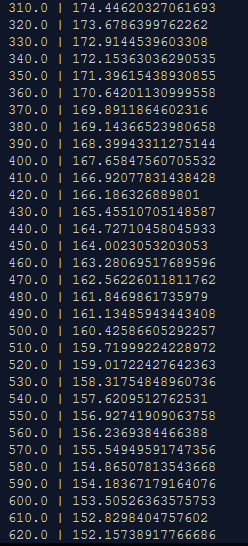 310.0 | 174.44620327061693
320.0 | 173.6786399762262
330.0 | 172.9144539603308
340.0 | 172.15363036290535
350.0 | 171.39615438930855
360.0 | 170.64201130999558
370.0 | 169.8911864602316
380.0 | 169.14366523980658
390.0 | 168.39943311275144
400.0 | 167.65847560705532
410.0 | 166.92077831438428
420.0 | 166.186326889801
430.0 | 165.45510705148587
440.0 | 164.72710458045933
450.0 | 164.0023053203053
460.0 | 163.28069517689596
470.0 | 162.56226011811762
480.0 | 161.8469861735979
490.0 | 161.13485943443408
500.0 | 160.42586605292257
510.0 | 159.71999224228972
520.0 | 159.01722427642363
530.0 | 158.31754848960736
540.0 | 157.6209512762531
550.0 | 156.92741909063758
560.0 | 156.2369384466388
570.0 | 155.54949591747356
580.0 | 154.86507813543668
590.0 | 154.18367179164076
600.0 | 153.50526363575753
610.0 | 152.8298404757602
620.0 | 152.15738917766686